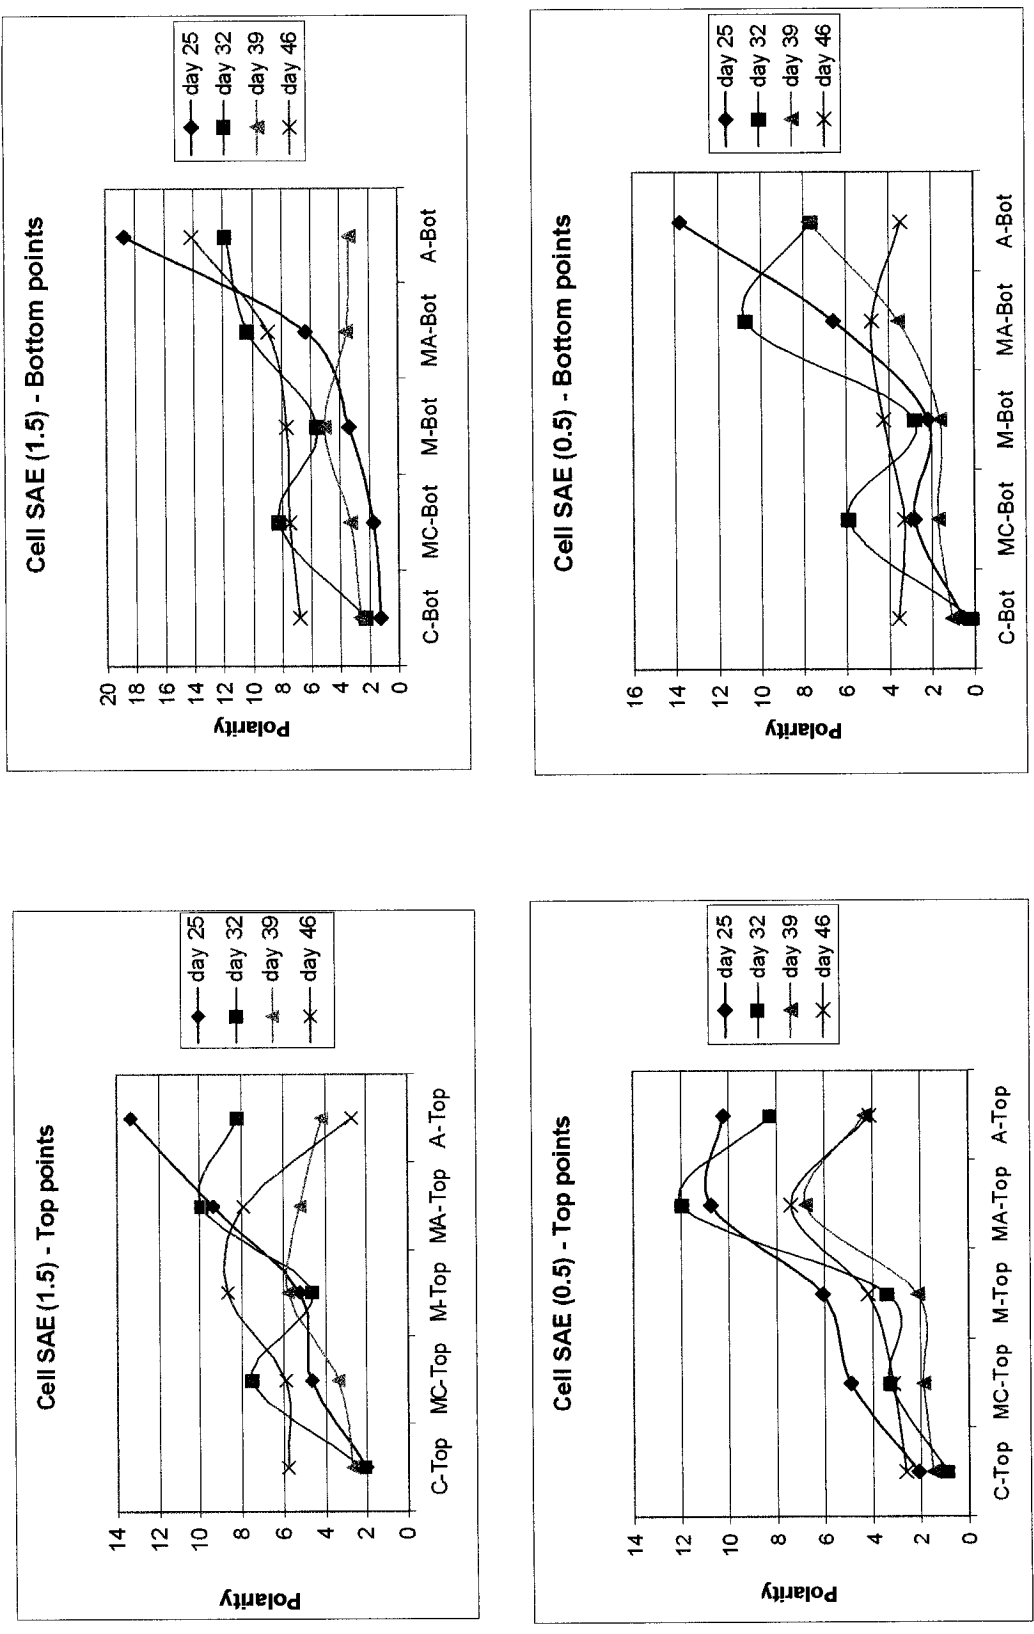 Cell SAE (1.5) - Top points
Polarity
14
12
10
8
6
4
2
0
C-Top MC-Top M-Top MA-Top A-Top
day 25
day 32
day 39
day 46
Cell SAE (1.5) - Bottom points
Polarity
20
18
16
14
12
10
8
6
4
2
0
C-Bot MC-Bot M-Bot MA-Bot A-Bot
day 25
day 32
day 39
day 46
Cell SAE (0.5) - Top points
Polarity
14
12
10
8
6
4
2
0
C-Top MC-Top M-Top MA-Top A-Top
day 25
day 32
day 39
day 46
Cell SAE (0.5) - Bottom points
Polarity
16
14
12
10
8
6
4
2
0
C-Bot MC-Bot M-Bot MA-Bot A-Bot
day 25
day 32
day 39
day 46